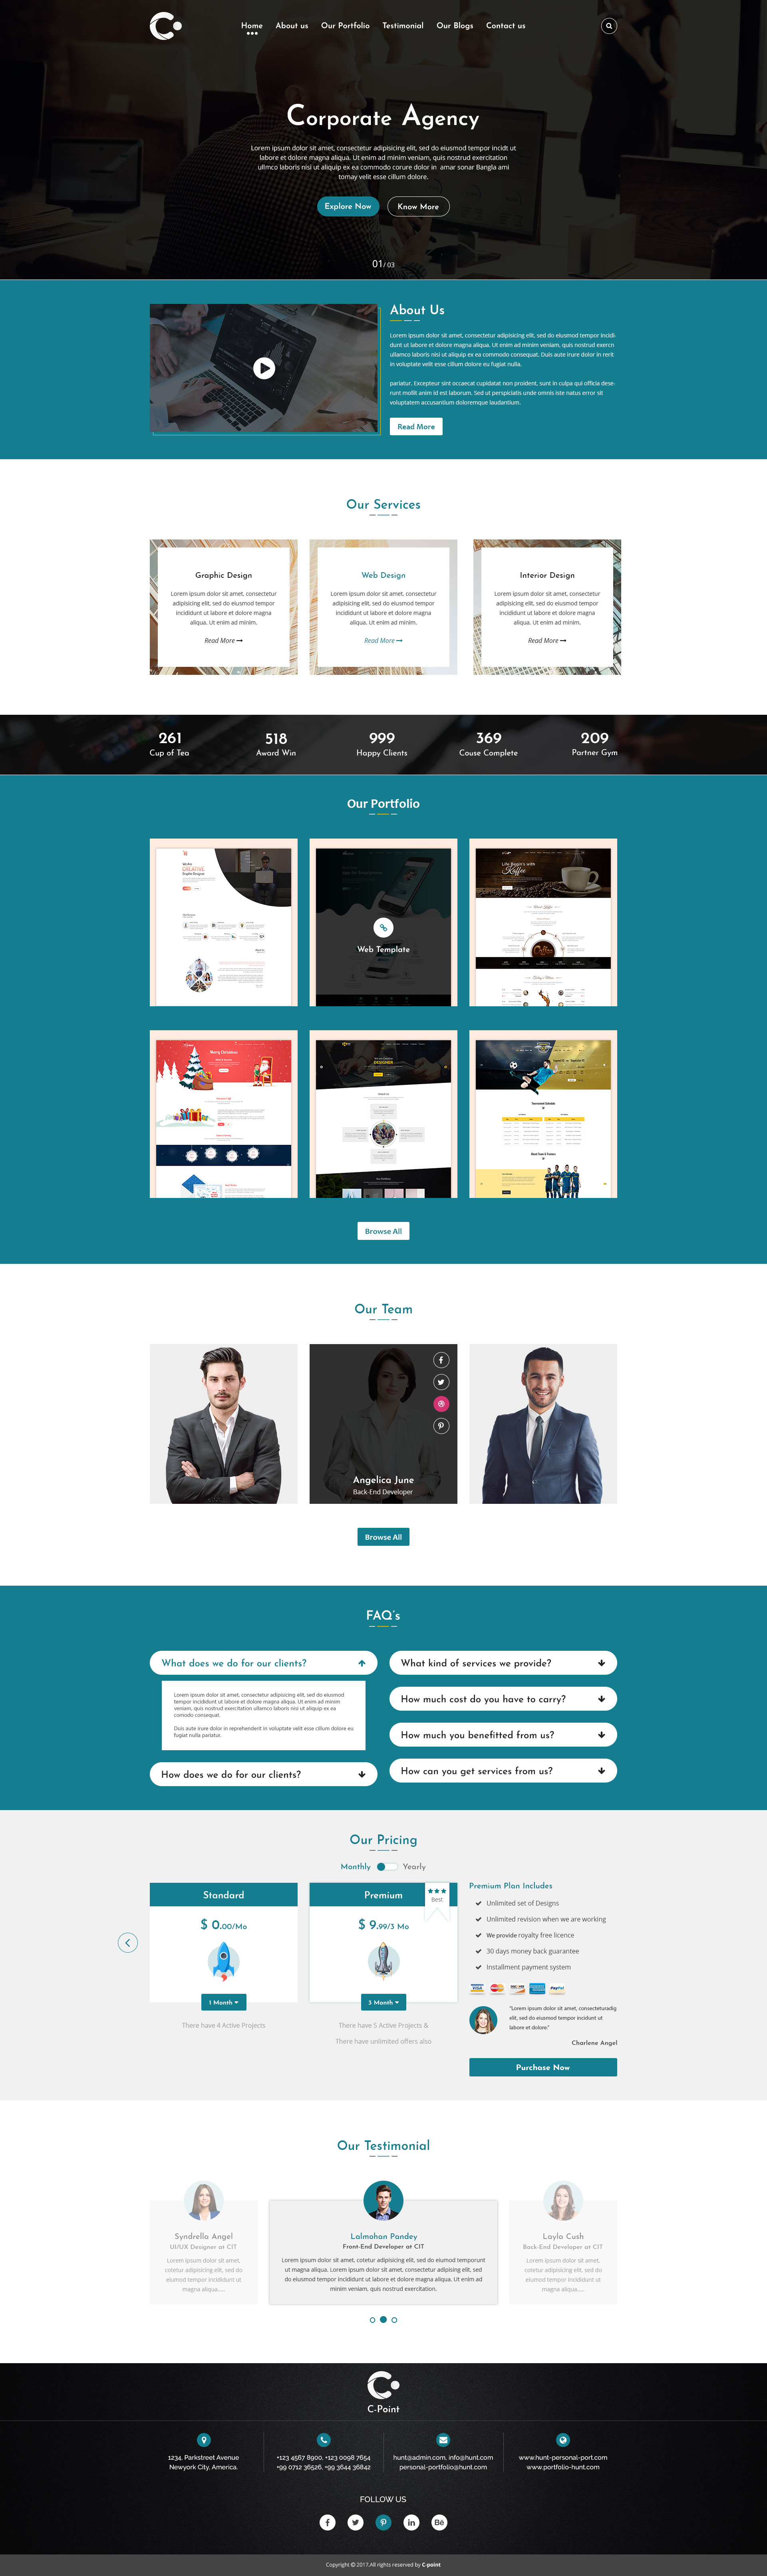 Home About us Our Portfolio Testimonial Our Blogs Contact us
Corporate Agency
Lorem ipsum dolor sit amet, consectetur adipisicing elit, sed do eiusmod tempor incidt ut
labore et dolore magna aliqua. Ut enim ad minim veniam, quis nostrud exercitation
ullmco laboris nisi ut aliquip ex ea commodo corure dolor in amar sonar Bangla ami
tomay velit esse cillum dolore.
Explore Now Know More
01/ 03
About Us
Lorem ipsum dolor sit amet, consectetur adipisicing elit, sed do eiusmod tempor incidi-
dunt ut labore et dolore magna aliqua. Ut enim ad minim veniam, quis nostrud exercn
ullamco laboris nisi ut aliquip ex ea commodo consequat. Duis aute irure dolor in rerit
in voluptate velit esse cillum dolore eu fugiat nulla.
pariatur. Excepteur sint occaecat cupidatat non proident, sunt in culpa qui officia dese-
runt mollit anim id est laborum. Sed ut perspiciatis unde omnis iste natus error sit
voluptatem accusantium doloremque laudantium.
Read More
Our Services
Graphic Design
Lorem ipsum dolor sit amet, consectetur
adipisicing elit, sed do eiusmod tempor
incididunt ut labore et dolore magna
aliqua. Ut enim ad minim.
Read More
Web Design
Lorem ipsum dolor sit amet, consectetur
adipisicing elit, sed do eiusmod tempor
incididunt ut labore et dolore magna
aliqua. Ut enim ad minim.
Read More
Interior Design
Lorem ipsum dolor sit amet, consectetur
adipisicing elit, sed do eiusmod tempor
incididunt ut labore et dolore magna
aliqua. Ut enim ad minim.
Read More
261 518 999 369 209
Cup of Tea Award Win Happy Clients Couse Complete Partner Gym
Our Portfolio
CREATIVE
Web Template
Life Begin's with
Koffee
Merry Christmas
DESIGNER
Tournament Schedule
Browse All
Our Team
Angelica June
Back-End Developer
Browse All
FAQ's
What does we do for our clients?
Lorem ipsum dolor sit amet, consectetur adipisicing elit, sed do eiusmod
tempor incididunt ut labore et dolore magna aliqua. Ut enim ad minim
veniam, quis nostrud exercitation ullamco laboris nisi ut aliquip ex ea
comodo consequat.
Duis aute irure dolor in reprehenderit in voluptate velit esse cillum dolore eu
fugiat nulla pariatur.
How does we do for our clients?
What kind of services we provide?
How much cost do you have to carry?
How much you benefitted from us?
How can you get services from us?
Our Pricing
Monthly Yearly
Standard
$ 0.00/Mo
1 Month
There have 4 Active Projects
Premium
Best
$ 9.99/3 Mo
3 Month
There have 5 Active Projects &
There have unlimited offers also
Premium Plan Includes
Unlimited set of Designs
Unlimited revision when we are working
We provide royalty free licence
30 days money back guarantee
Installment payment system
VISA PayPal
"Lorem ipsum dolor sit amet, consecteturadig
elit, sed do eiusmod tempor incidunt ut
labore et dolore."
Charlene Angel
Purchase Now
Our Testimonial
Syndrella Angel
UI/UX Designer at CIT
Lorem ipsum dolor sit amet,
cotetur adipisicing elit, sed do
eiusmod tempor incididunt ut
magna aliqua.....
Lalmohan Pandey
Front-End Developer at CIT
Lorem ipsum dolor sit amet, cotetur adipisicing elit, sed do eiusmod temporunt
ut magna aliqua. Lorem ipsum dolor sit amet, consectetur adipisicing elit, sed
do eiusmod tempor incididunt ut labore et dolore magna aliqua. Ut enim ad
minim veniam, quis nostrud exercitation.
Layla Cush
Back-End Developer at CIT
Lorem ipsum dolor sit amet,
cotetur adipisicing elit, sed do
eiusmod tempor incididunt ut
magna aliqua.....
C-Point
1234, Parkstreet Avenue
Newyork City, America.
+123 4567 8900, +123 0098 7654
+99 0712 36526, +99 3644 36842
hunt@admin.com, info@hunt.com
personal-portfolio@hunt.com
www.hunt-personal-port.com
www.portfolio-hunt.com
FOLLOW US
Copyright © 2017.All rights reserved by C-point